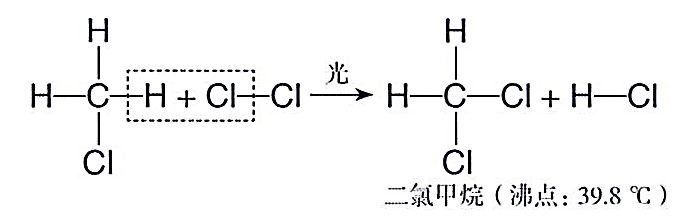 H H
光
H—C—H + Cl—Cl ⟶ H—C—Cl + H—Cl
Cl Cl
二氯甲烷（沸点：39.8 ℃）